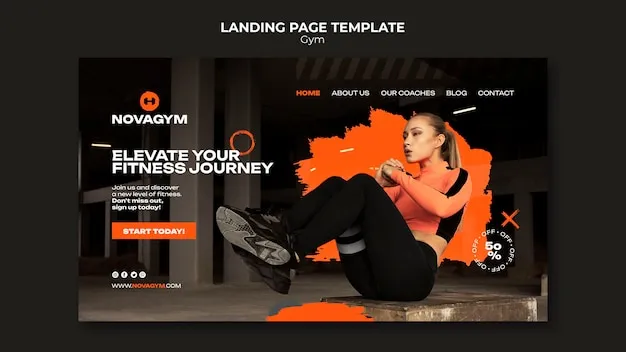 LANDING PAGE TEMPLATE
Gym
HOME ABOUT US OUR COACHES BLOG CONTACT
NOVAGYM
ELEVATE YOUR
FITNESS JOURNEY
Join us and discover
a new level of fitness.
Don't miss out,
sign up today!
START TODAY!
WWW.NOVAGYM.COM
OFF · OFF · OFF · OFF · OFF · OFF ·
50
%